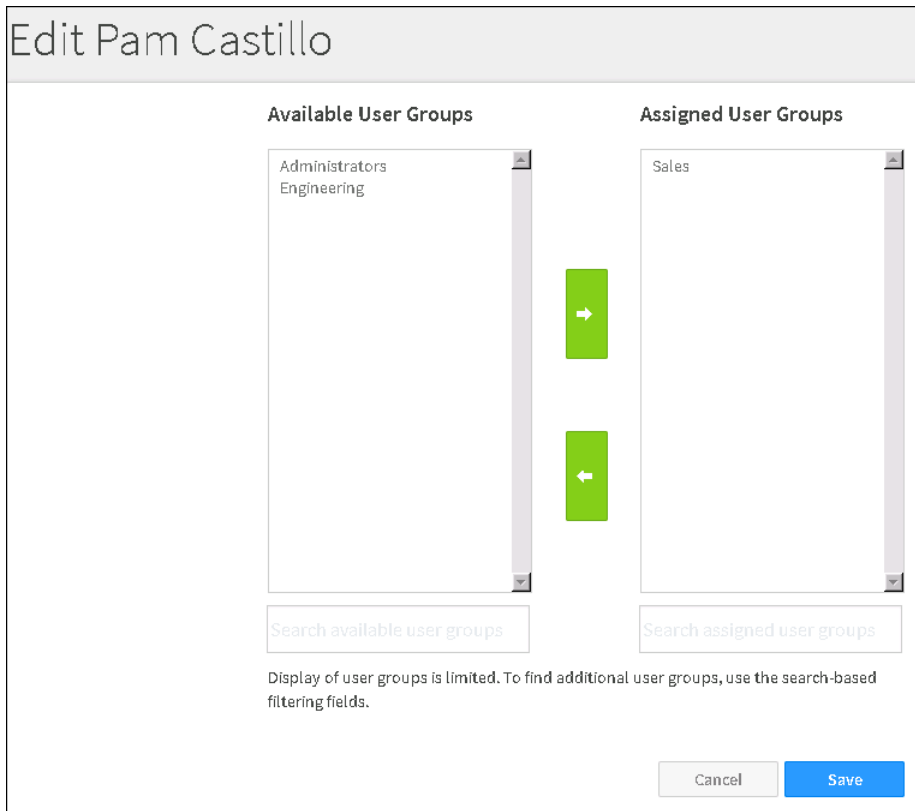 Edit Pam Castillo
Available User Groups
Administrators
Engineering
Assigned User Groups
Sales
Search available user groups
Search assigned user groups
Display of user groups is limited. To find additional user groups, use the search-based
filtering fields.
Cancel
Save